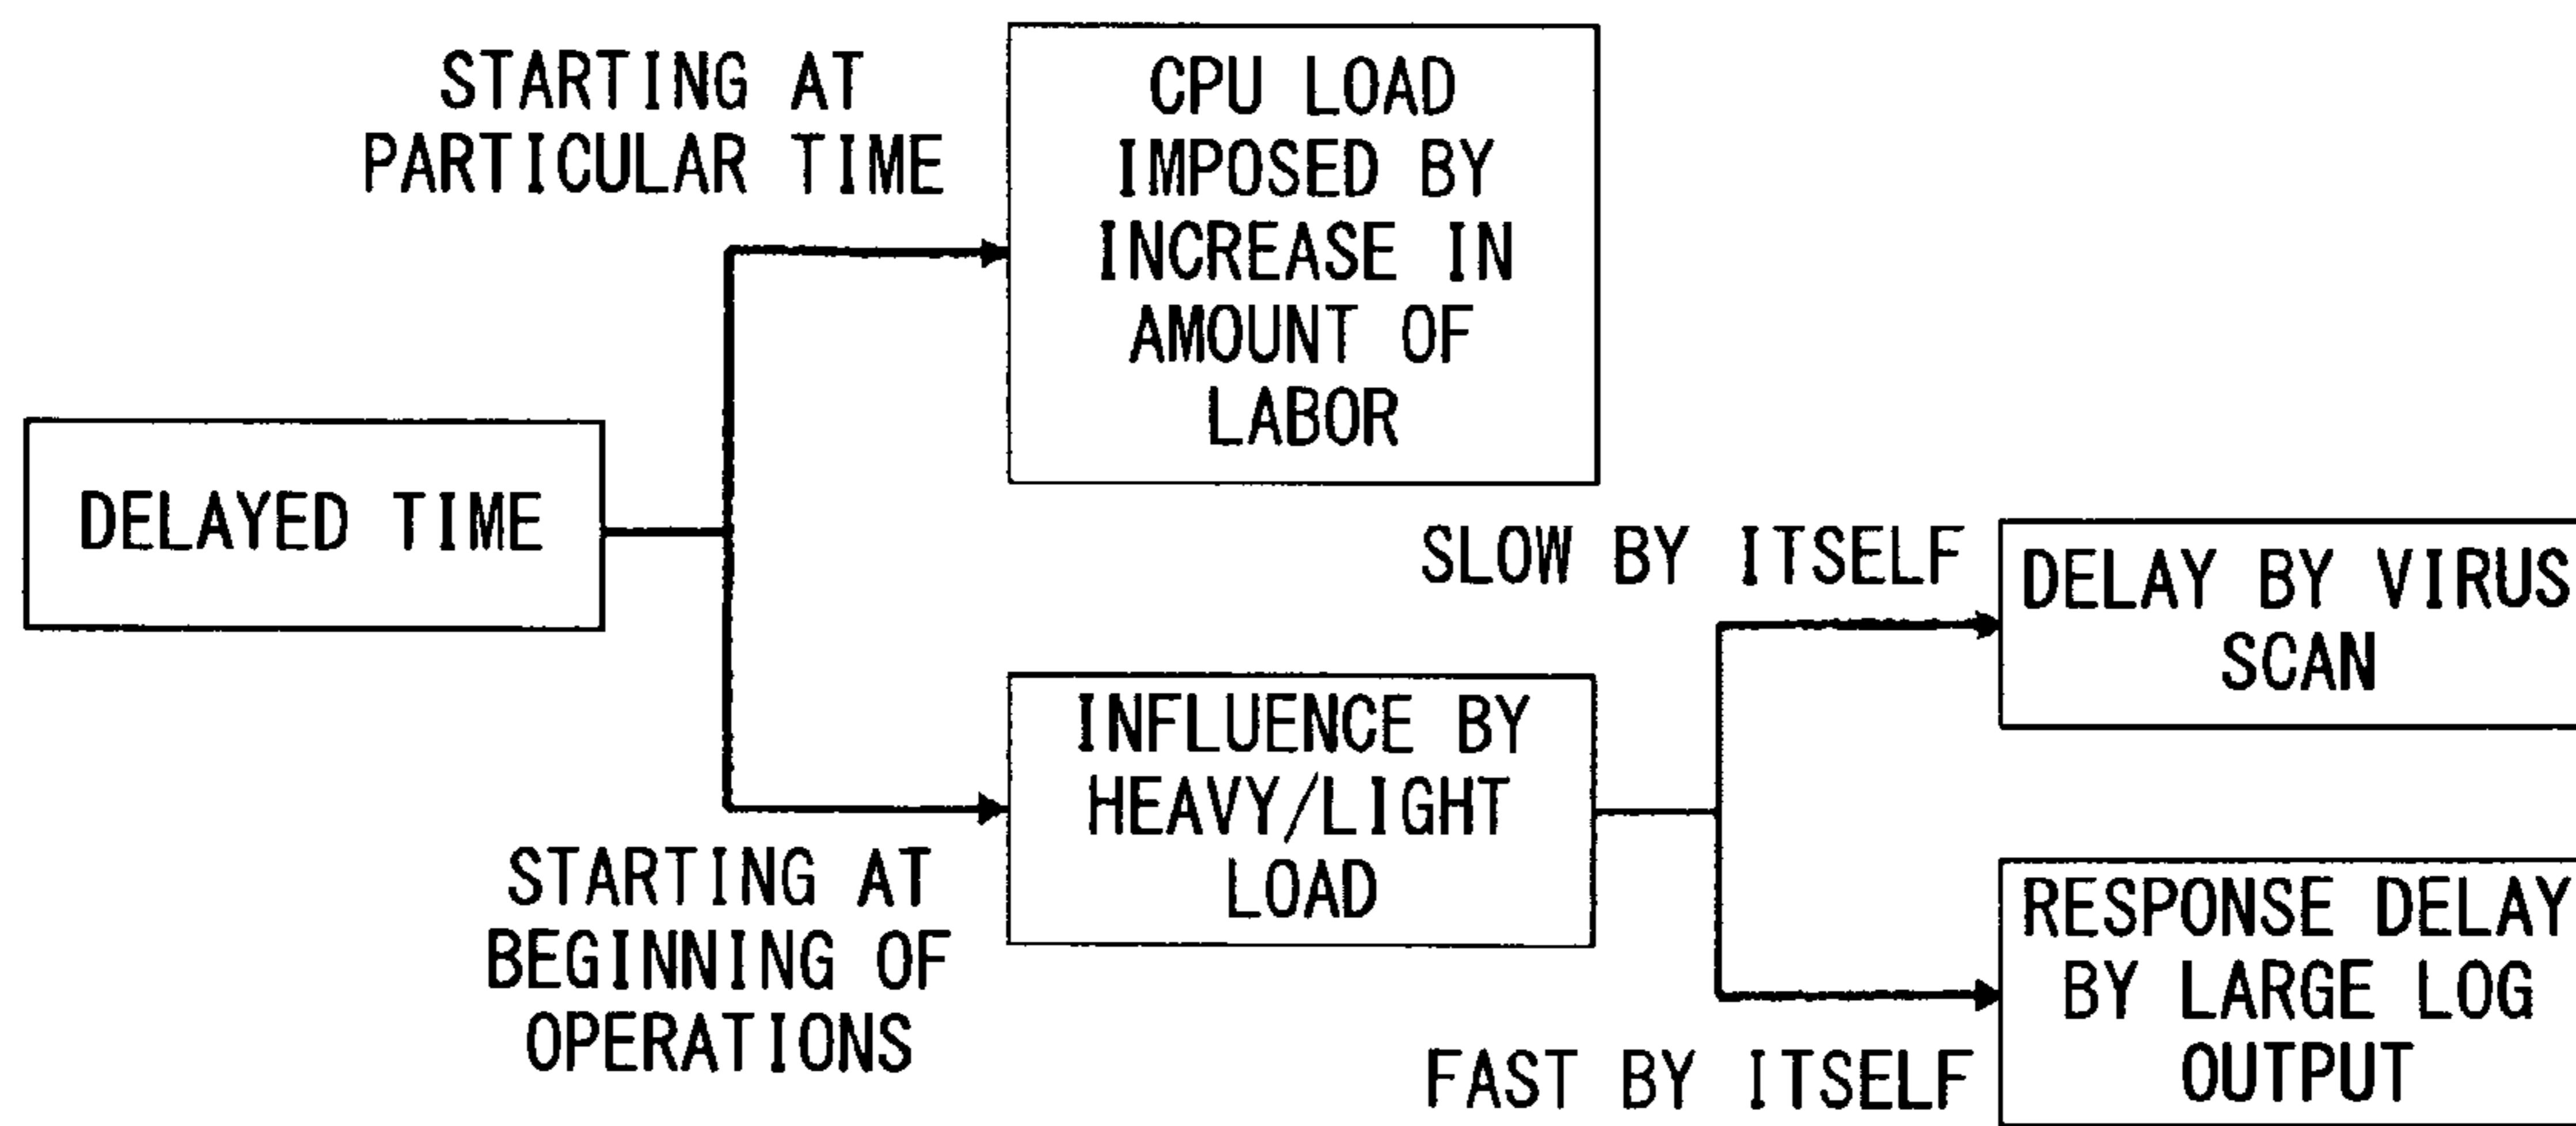 STARTING AT
PARTICULAR TIME
CPU LOAD
IMPOSED BY
INCREASE IN
AMOUNT OF
LABOR
DELAYED TIME
SLOW BY ITSELF
DELAY BY VIRUS
SCAN
INFLUENCE BY
HEAVY/LIGHT
LOAD
STARTING AT
BEGINNING OF
OPERATIONS
RESPONSE DELAY
BY LARGE LOG
OUTPUT
FAST BY ITSELF